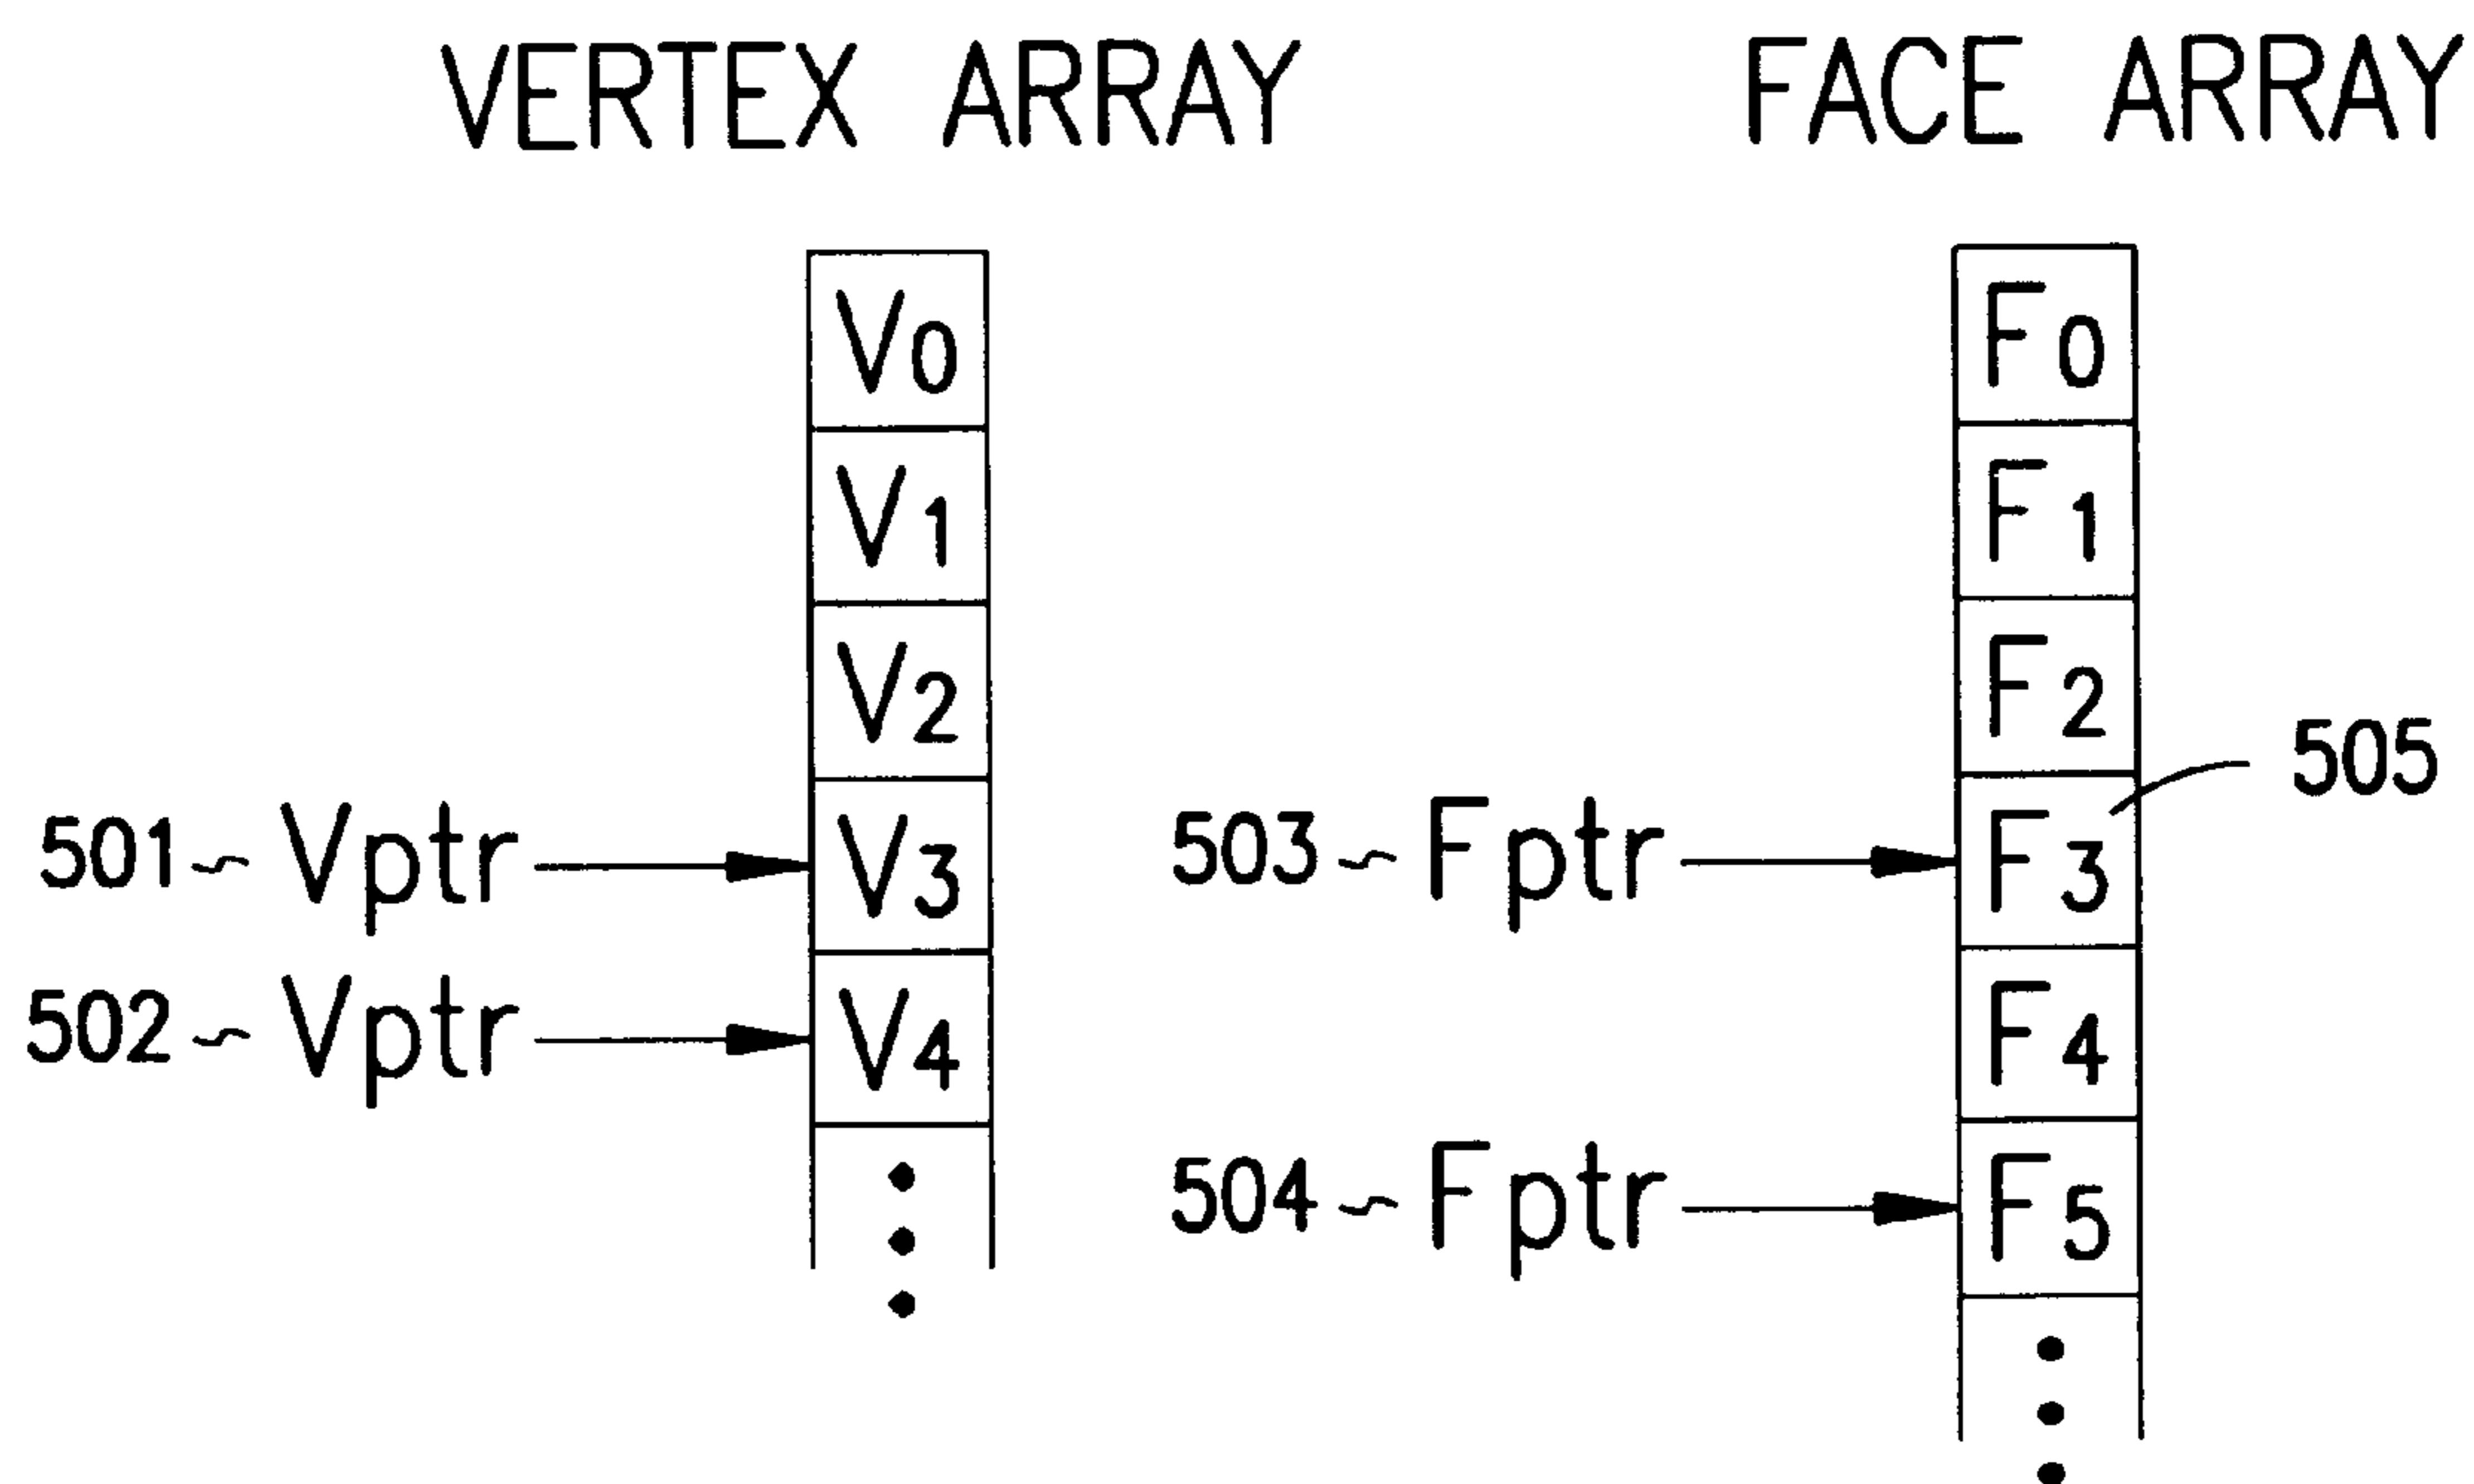 VERTEX ARRAY
V0
V1
V2
501~Vptr
V3
502~Vptr
V4
FACE ARRAY
F0
F1
F2
505
503~Fptr
F3
F4
504~Fptr
F5